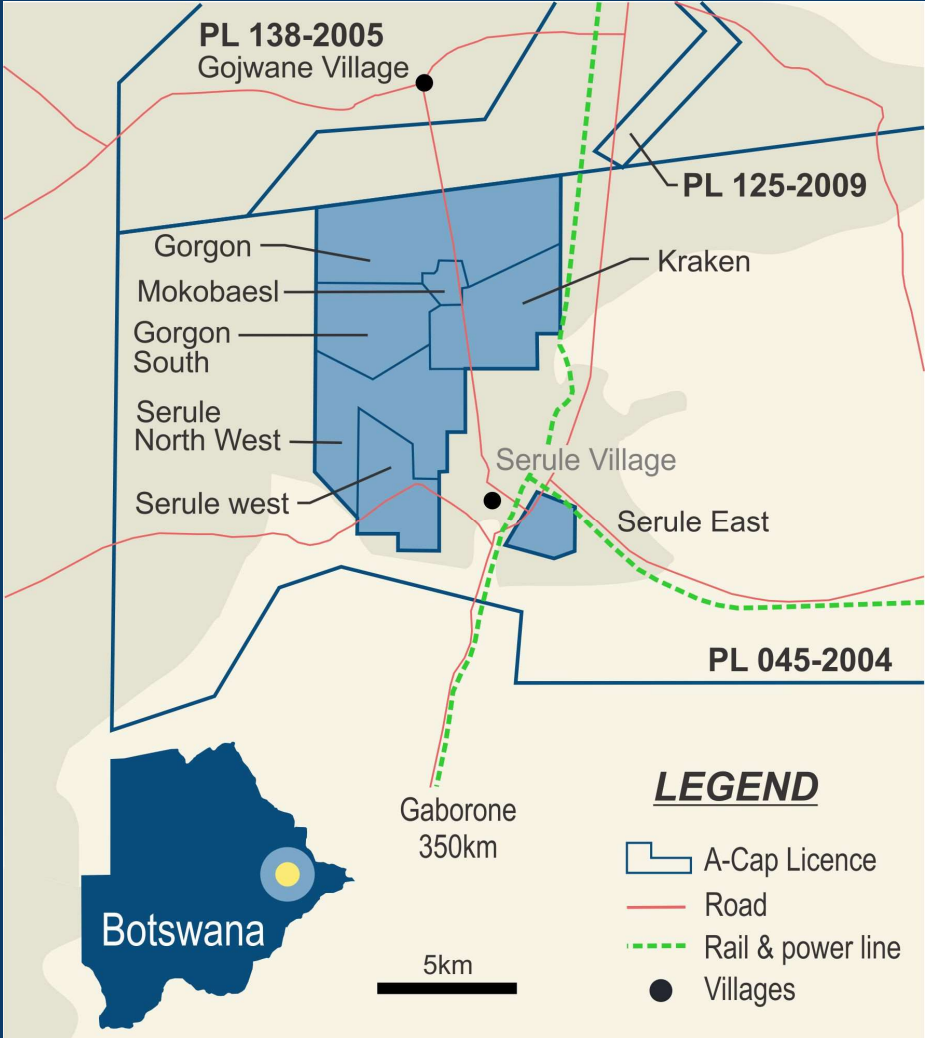 PL 138-2005
Gojwane Village
PL 125-2009
Gorgon
Kraken
Mokobaesl
Gorgon
South
Serule
North West
Serule Village
Serule west
Serule East
PL 045-2004
Gaborone
350km
Botswana
5km
LEGEND
A-Cap Licence
Road
Rail & power line
Villages